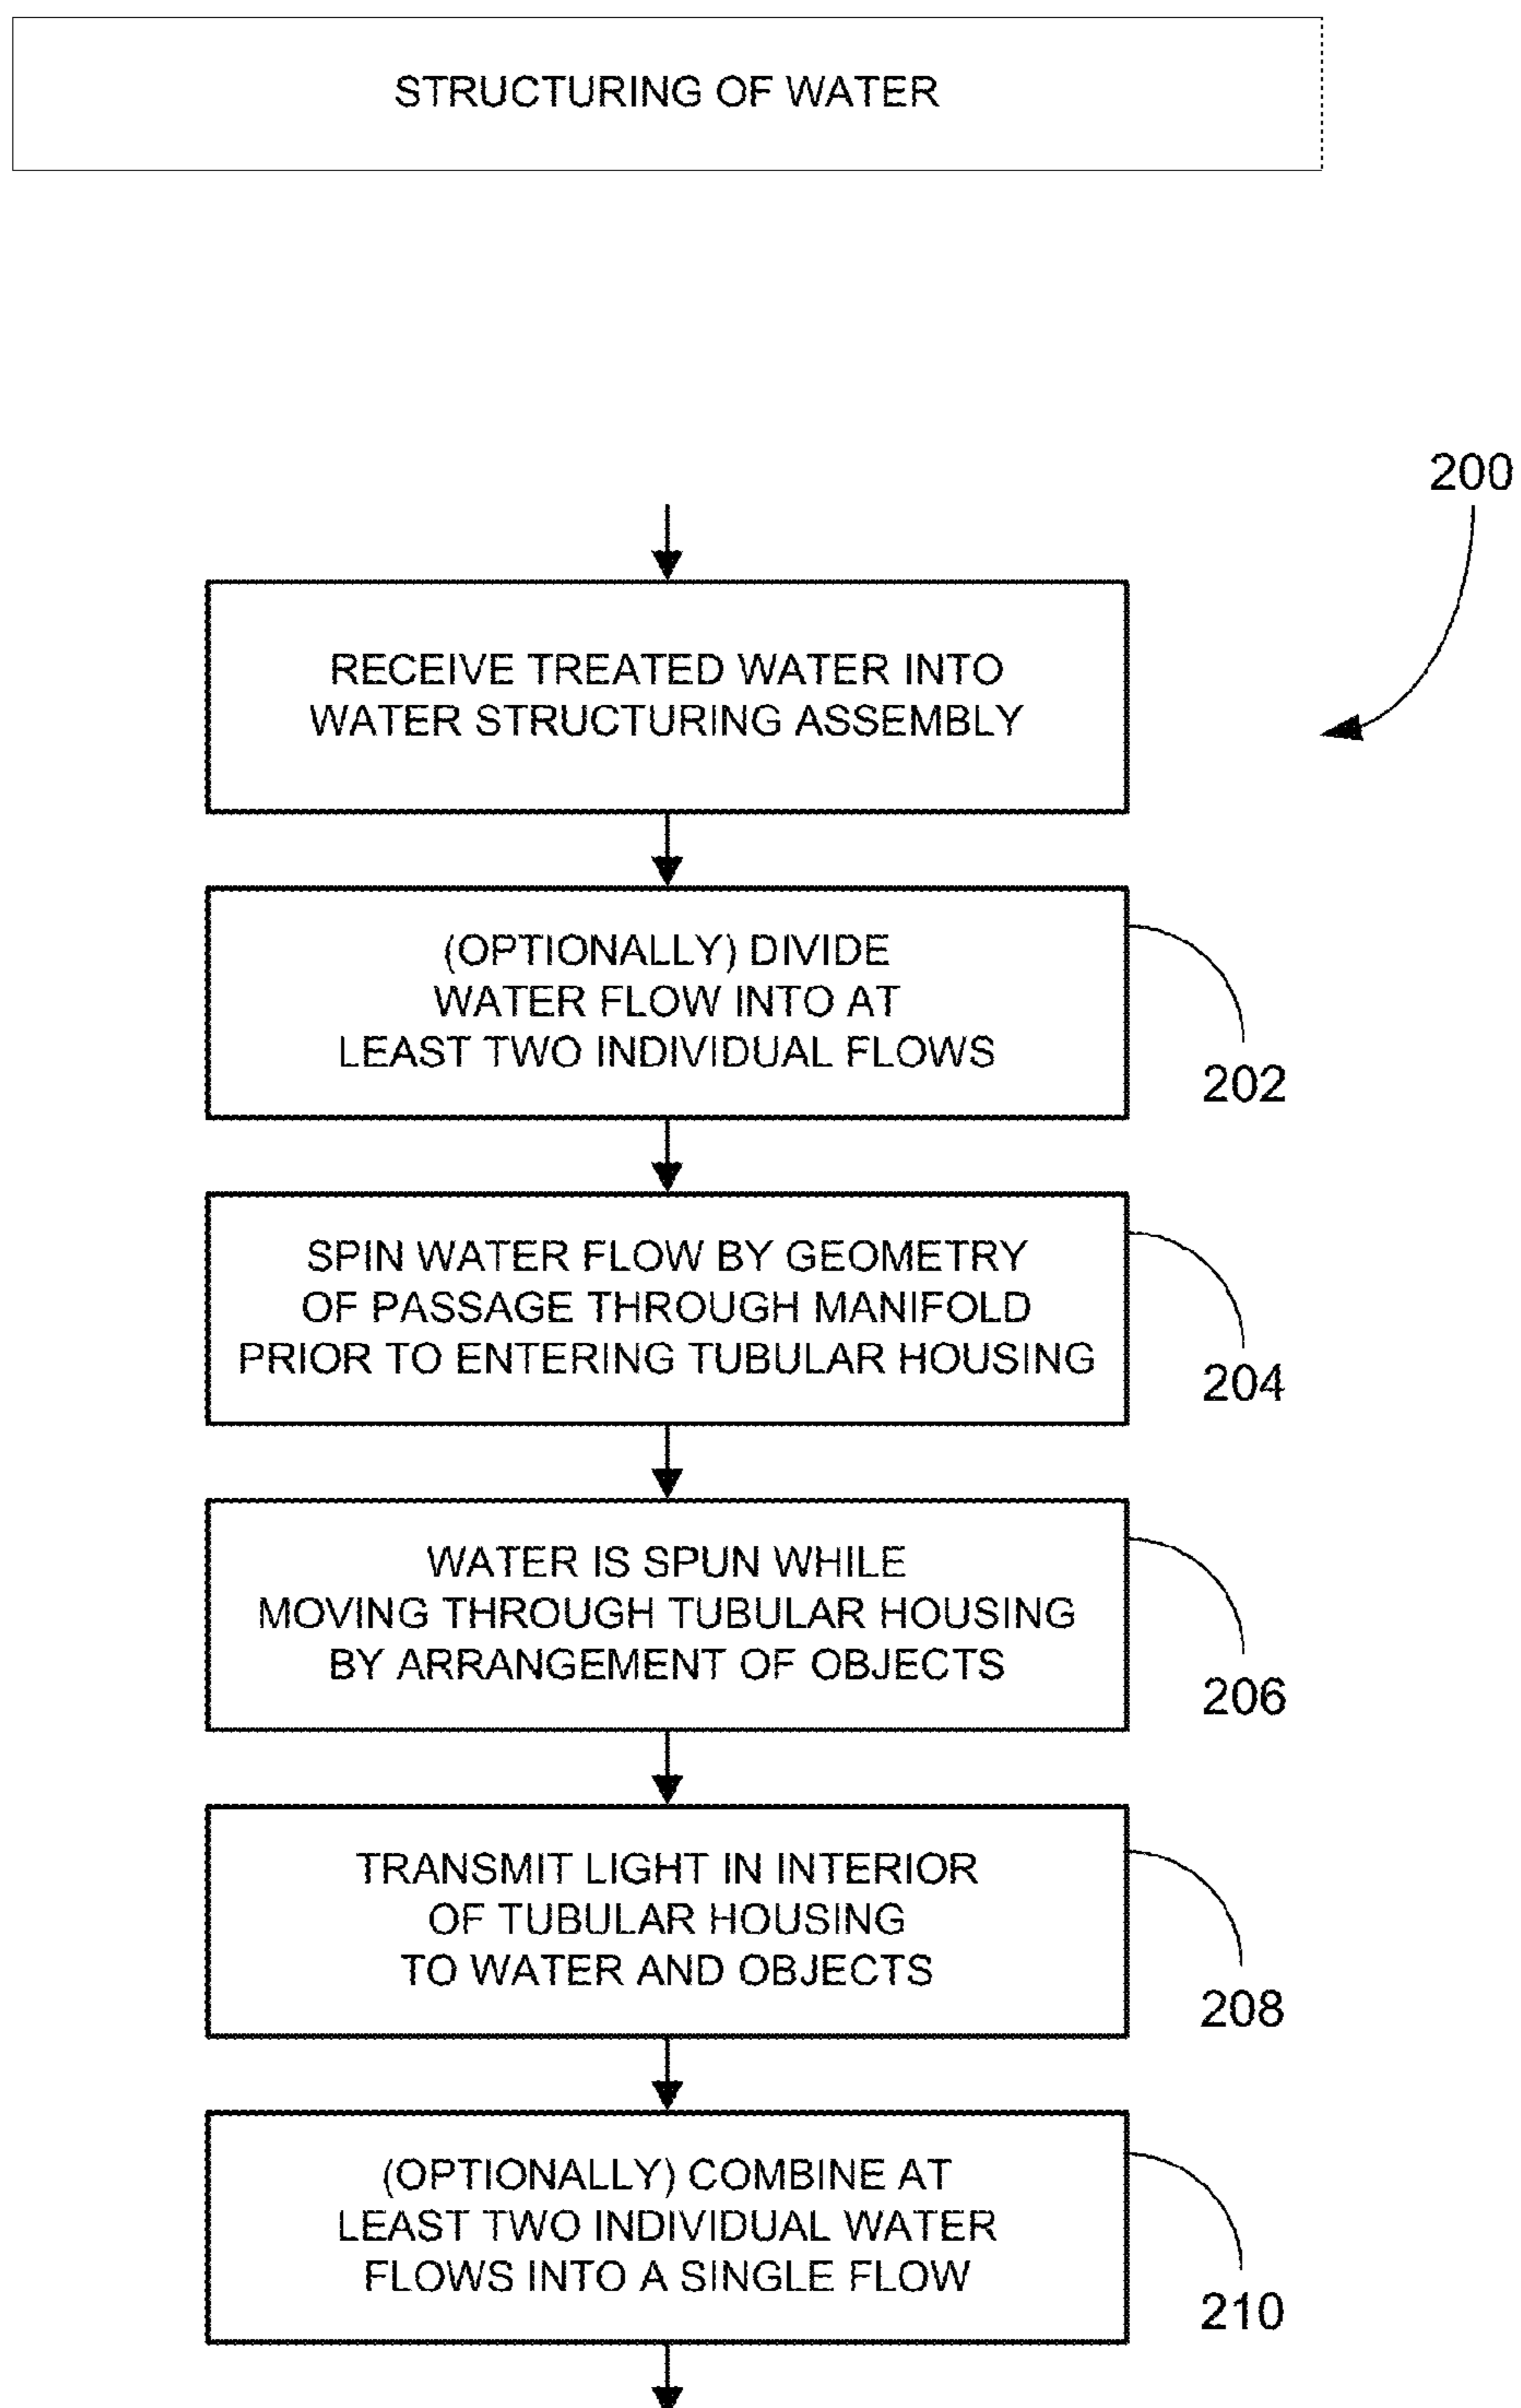 STRUCTURING OF WATER
200
RECEIVE TREATED WATER INTO
WATER STRUCTURING ASSEMBLY
(OPTIONALLY) DIVIDE
WATER FLOW INTO AT
LEAST TWO INDIVIDUAL FLOWS
202
SPIN WATER FLOW BY GEOMETRY
OF PASSAGE THROUGH MANIFOLD
PRIOR TO ENTERING TUBULAR HOUSING
204
WATER IS SPUN WHILE
MOVING THROUGH TUBULAR HOUSING
BY ARRANGEMENT OF OBJECTS
206
TRANSMIT LIGHT IN INTERIOR
OF TUBULAR HOUSING
TO WATER AND OBJECTS
208
(OPTIONALLY) COMBINE AT
LEAST TWO INDIVIDUAL WATER
FLOWS INTO A SINGLE FLOW
210